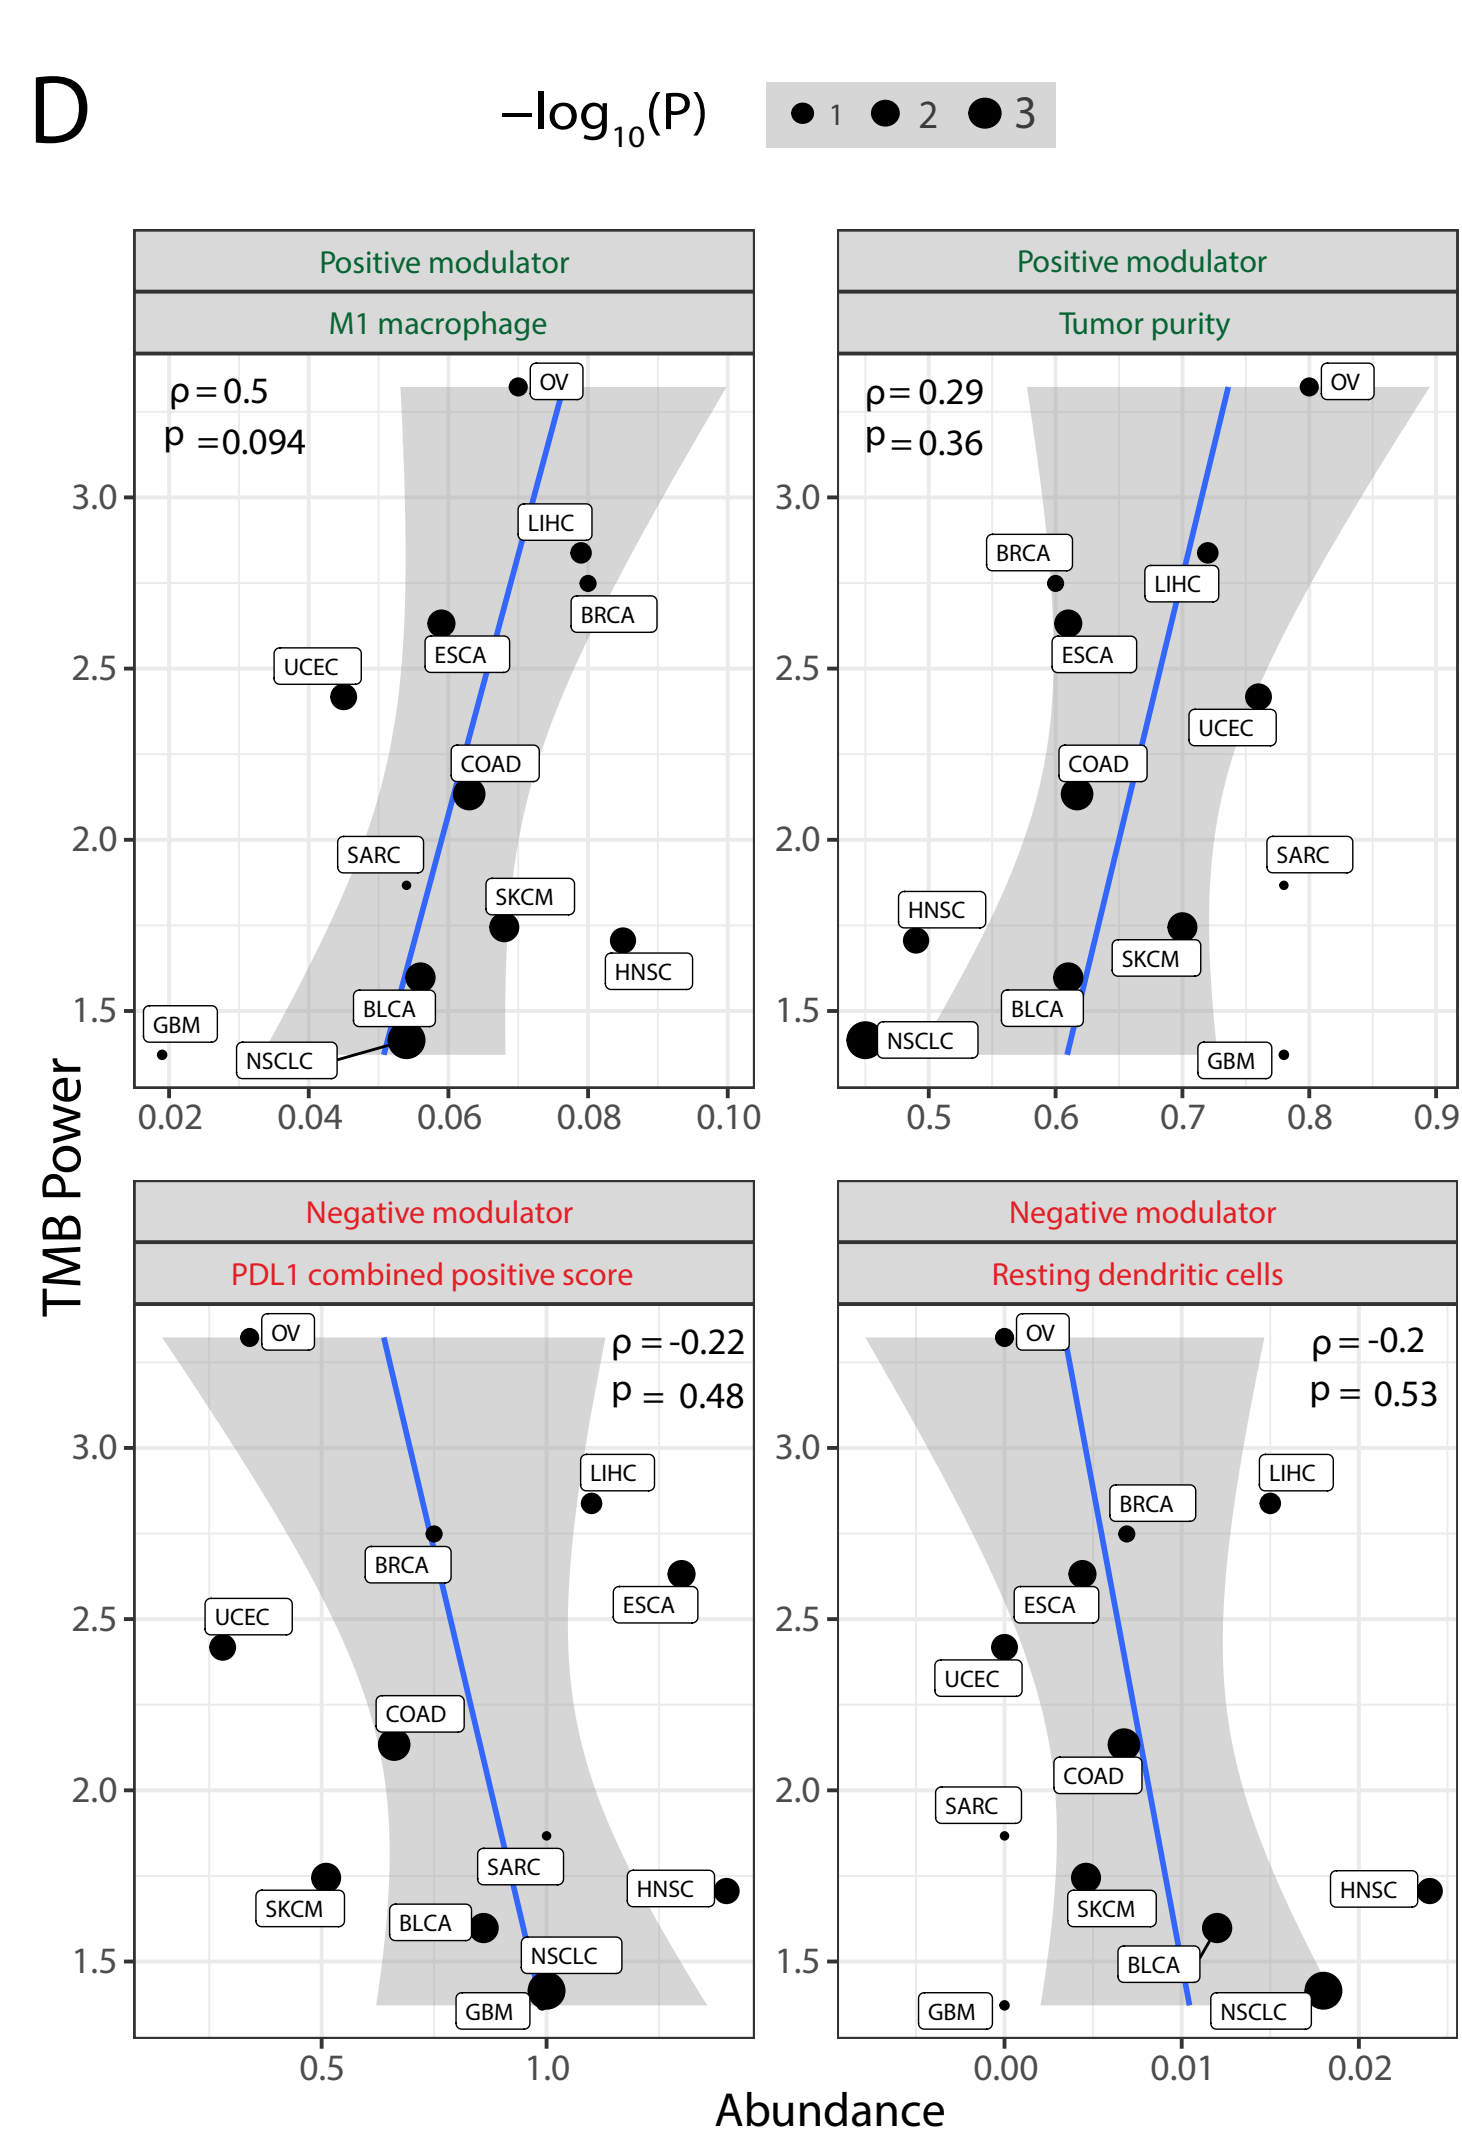 D
−log10(P) 1 2 3
Positive modulator
M1 macrophage
ρ = 0.5
p = 0.094
OV
LIHC
BRCA
ESCA
UCEC
COAD
SARC
SKCM
HNSC
BLCA
GBM
NSCLC
3.0
2.5
2.0
1.5
0.02 0.04 0.06 0.08 0.10
Positive modulator
Tumor purity
ρ = 0.29
p = 0.36
OV
BRCA
LIHC
ESCA
UCEC
COAD
SARC
HNSC
SKCM
BLCA
NSCLC
GBM
3.0
2.5
2.0
1.5
0.5 0.6 0.7 0.8 0.9
TMB Power
Negative modulator
PDL1 combined positive score
ρ = -0.22
p = 0.48
OV
LIHC
BRCA
ESCA
UCEC
COAD
SARC
HNSC
SKCM
BLCA
NSCLC
GBM
3.0
2.5
2.0
1.5
0.5 1.0
Negative modulator
Resting dendritic cells
ρ = -0.2
p = 0.53
OV
LIHC
BRCA
ESCA
UCEC
COAD
SARC
HNSC
SKCM
BLCA
GBM
NSCLC
3.0
2.5
2.0
1.5
0.00 0.01 0.02
Abundance